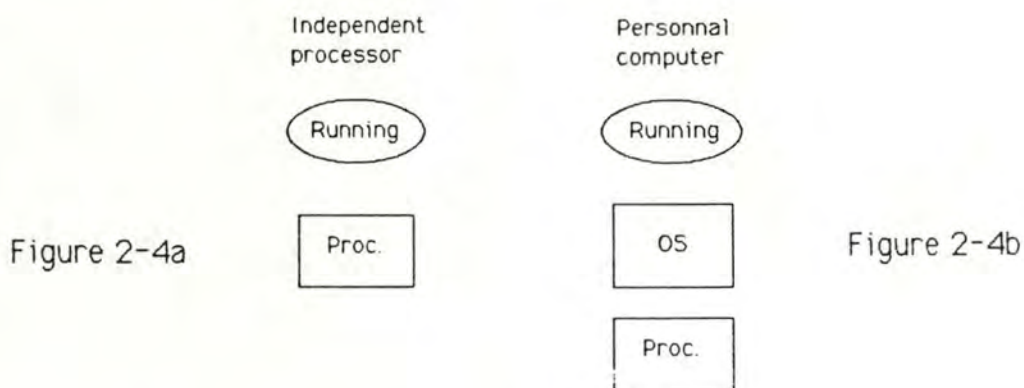 Independent
processor
Personnal
computer
Running
Running
Figure 2-4a
Proc.
OS
Figure 2-4b
Proc.